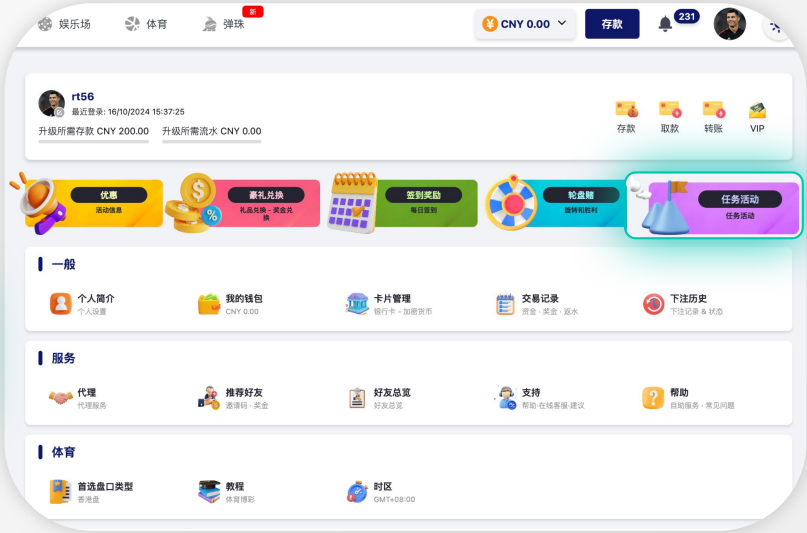 娱乐场
体育
弹珠
新
CNY 0.00
存款
231
rt56
最近登录: 16/10/2024 15:37:25
升级所需存款 CNY 200.00 升级所需流水 CNY 0.00
存款
取款
转账
VIP
优惠
活动信息
豪礼兑换
礼品兑换 - 奖金兑
换
签到奖励
每日签到
轮盘赌
旋转和胜利
任务活动
任务活动
一般
个人简介
个人设置
我的钱包
CNY 0.00
卡片管理
银行卡 - 加密货币
交易记录
资金 · 奖金 · 返水
下注历史
下注记录 & 状态
服务
代理
代理服务
推荐好友
邀请码 · 奖金
好友总览
好友总览
支持
帮助·在线客服·建议
帮助
自助服务 · 常见问题
体育
首选盘口类型
香港盘
教程
体育博彩
时区
GMT+08:00